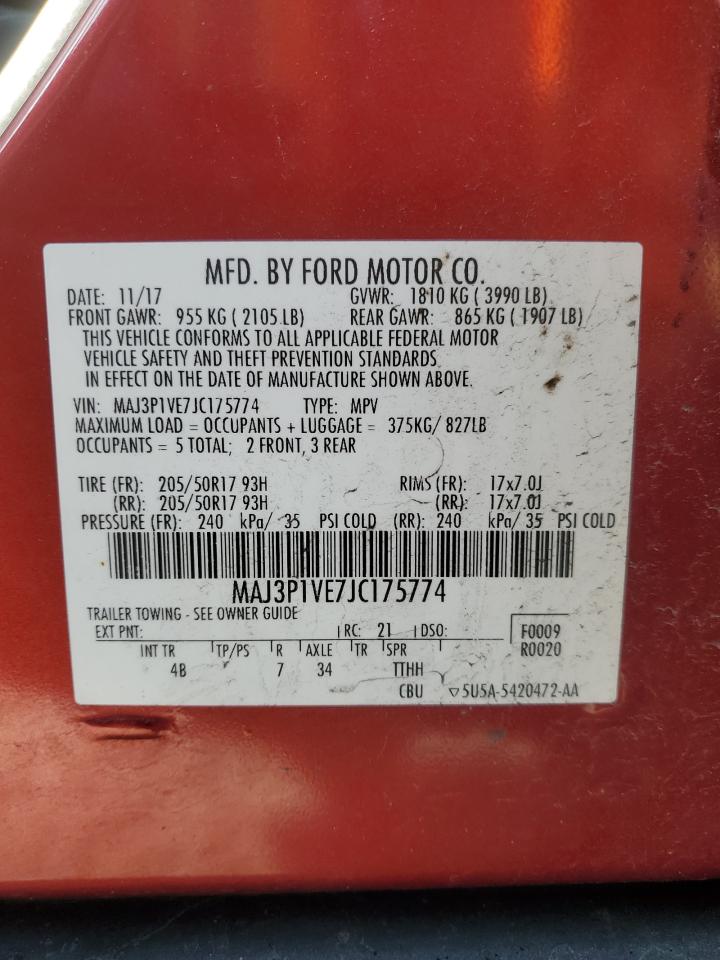 MFD. BY FORD MOTOR CO.
DATE: 11/17 GVWR: 1810 KG ( 3990 LB)
FRONT GAWR: 955 KG ( 2105 LB) REAR GAWR: 865 KG ( 1907 LB)
THIS VEHICLE CONFORMS TO ALL APPLICABLE FEDERAL MOTOR
VEHICLE SAFETY AND THEFT PREVENTION STANDARDS
IN EFFECT ON THE DATE OF MANUFACTURE SHOWN ABOVE.
VIN: MAJ3P1VE7JC175774 TYPE: MPV
MAXIMUM LOAD = OCCUPANTS + LUGGAGE = 375KG/ 827LB
OCCUPANTS = 5 TOTAL; 2 FRONT, 3 REAR
TIRE (FR): 205/50R17 93H RIMS (FR): 17x7.0J
(RR): 205/50R17 93H (RR): 17x7.0J
PRESSURE (FR): 240 kPa/ 35 PSI COLD (RR): 240 kPa/ 35 PSI COLD
MAJ3P1VE7JC175774
TRAILER TOWING - SEE OWNER GUIDE
EXT PNT: RC: 21 DSO: F0009
INT TR TP/PS R AXLE TR SPR R0020
4B 7 34 TTHH
CBU ▽5U5A-5420472-AA